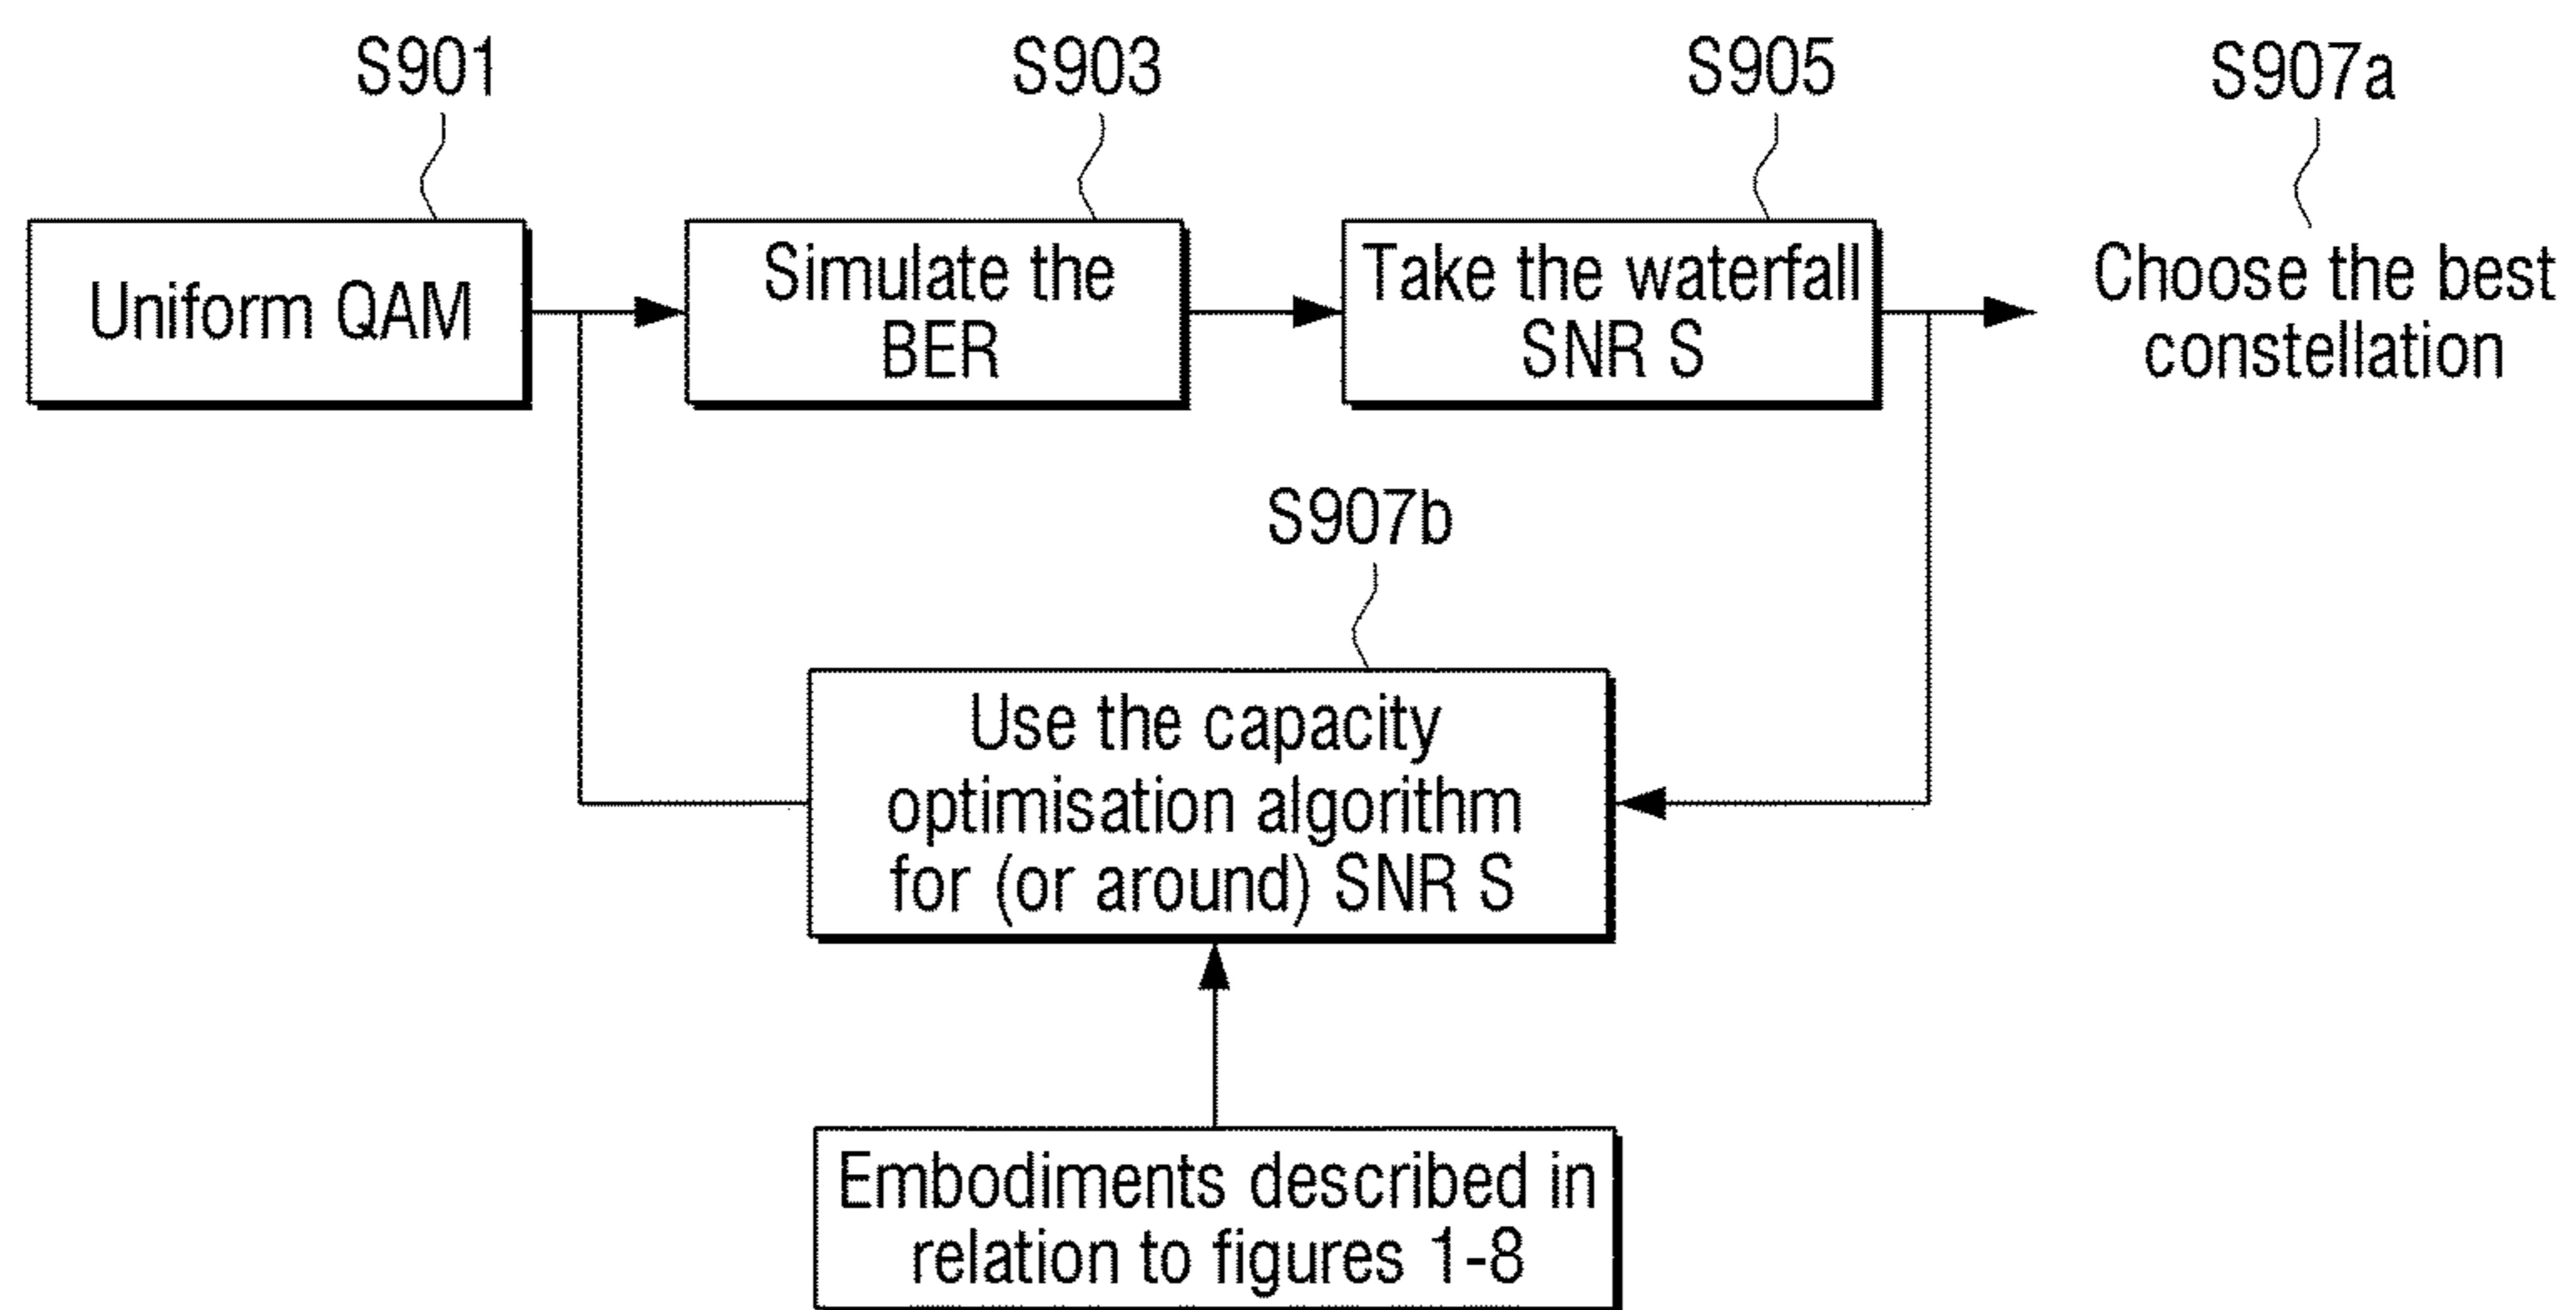 S901
S903
S905
S907a
Uniform QAM
Simulate the
BER
Take the waterfall
SNR S
Choose the best
constellation
S907b
Use the capacity
optimisation algorithm
for (or around) SNR S
Embodiments described in
relation to figures 1-8